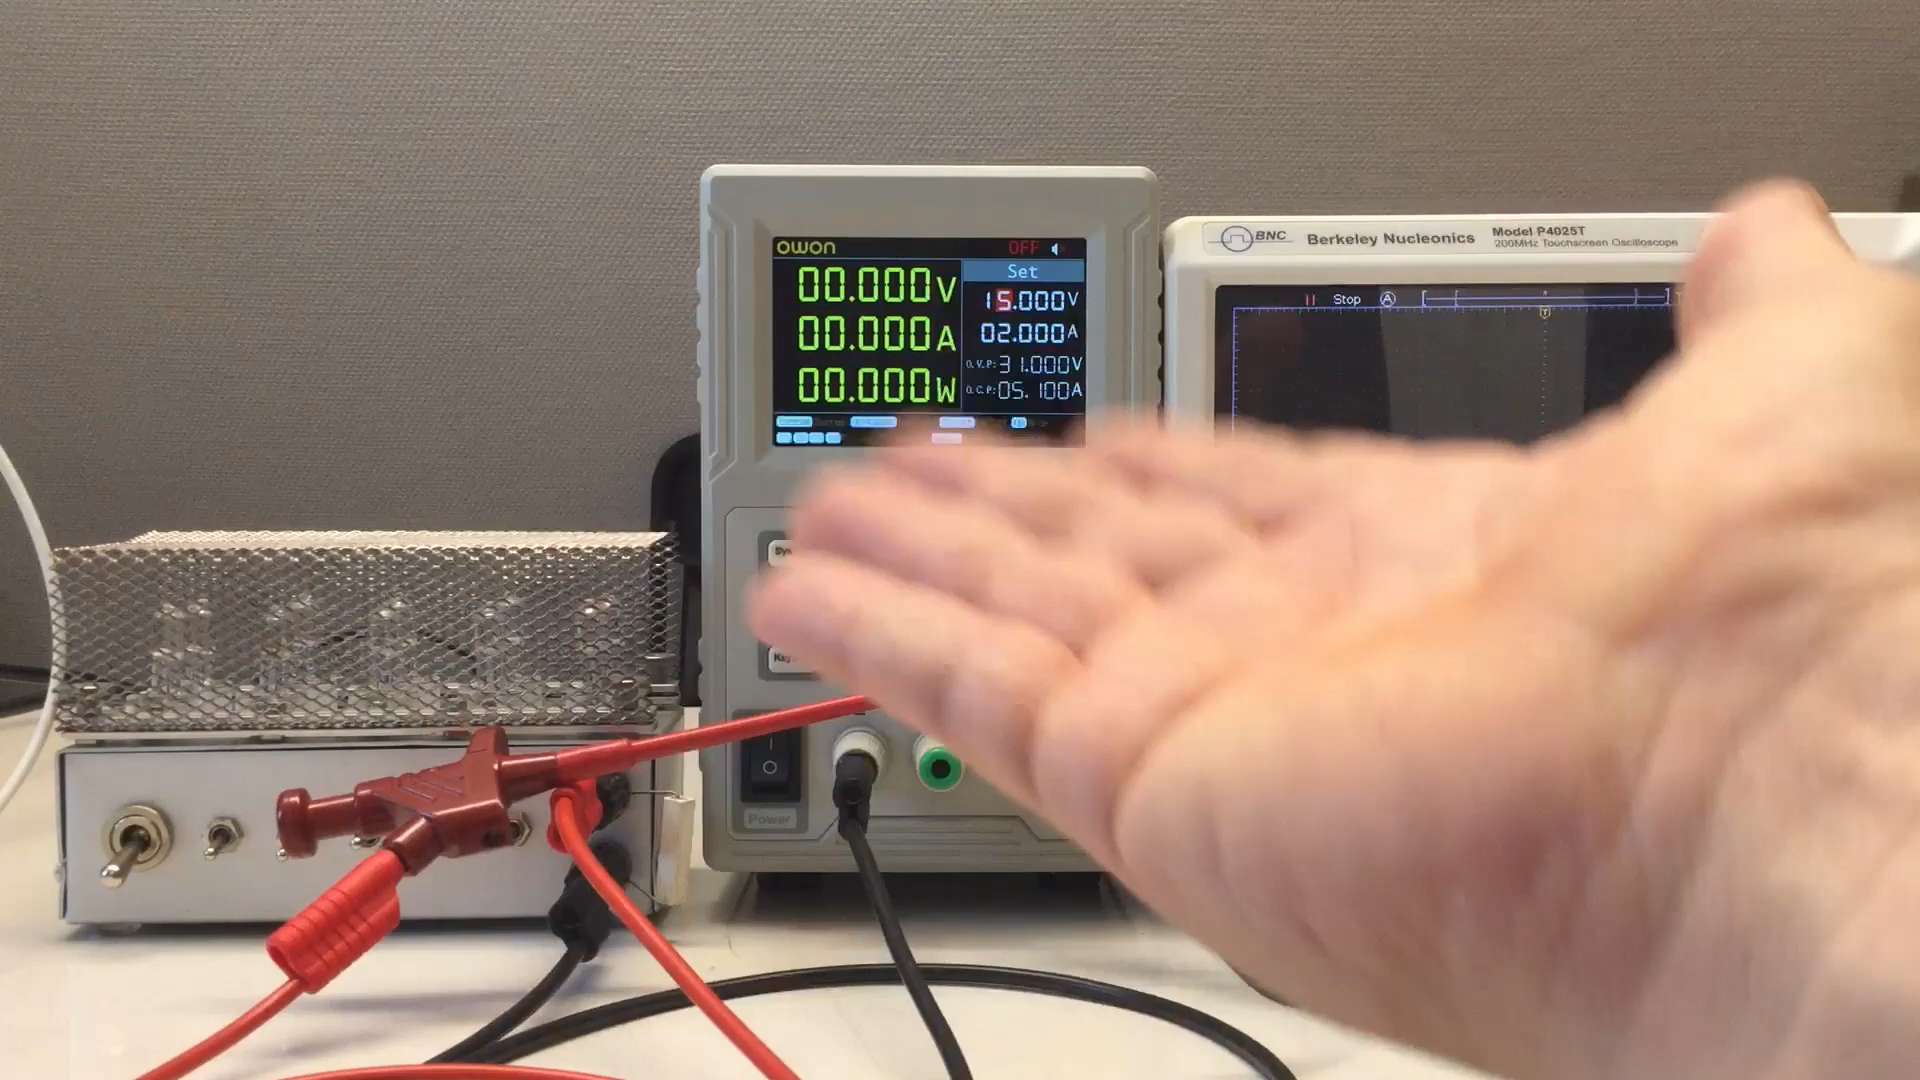 OWON OFF
00.000V
00.000A
00.000W
Set
15.000V
02.000A
O.V.P: 31.000V
O.C.P: 05.100A
BNC Berkeley Nucleonics Model P4025T
200MHz Touchscreen Oscilloscope
Stop A
T
Power